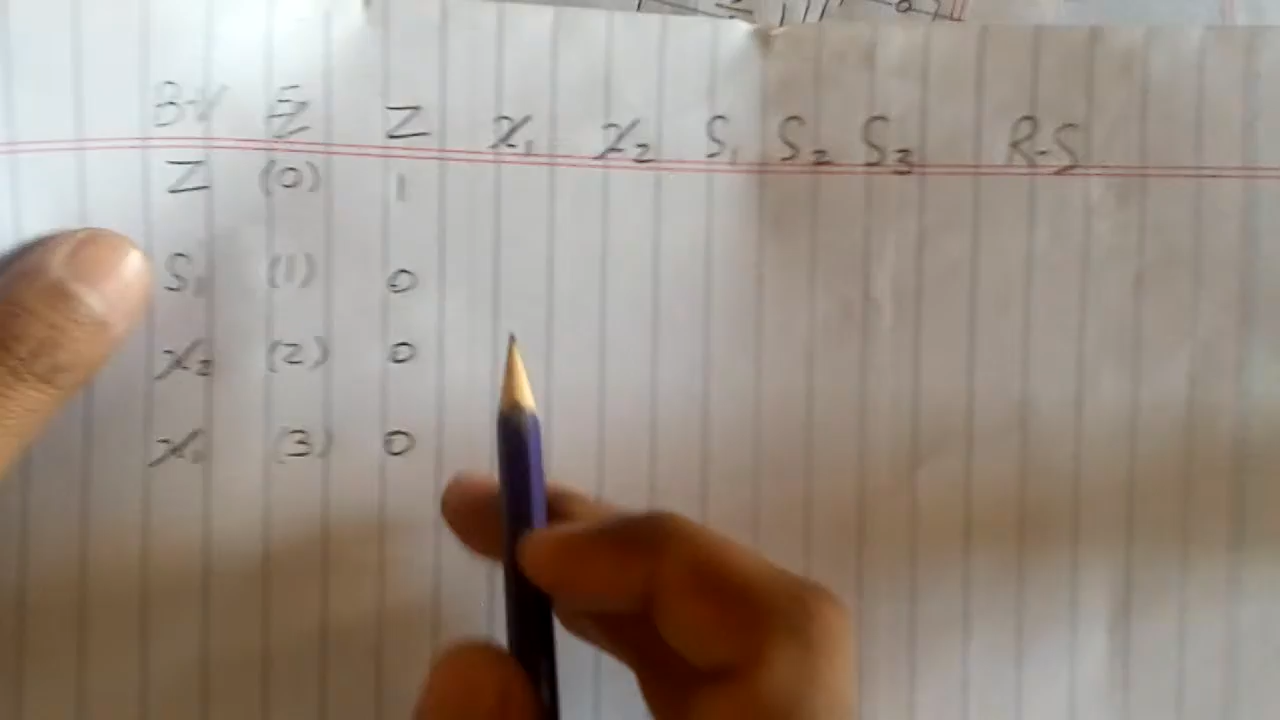 B-V Eq Z x₁ x₂ S₁ S₂ S₃ R-S
Z (0) 1
S₁ (1) 0
x₂ (2) 0
x₁ (3) 0